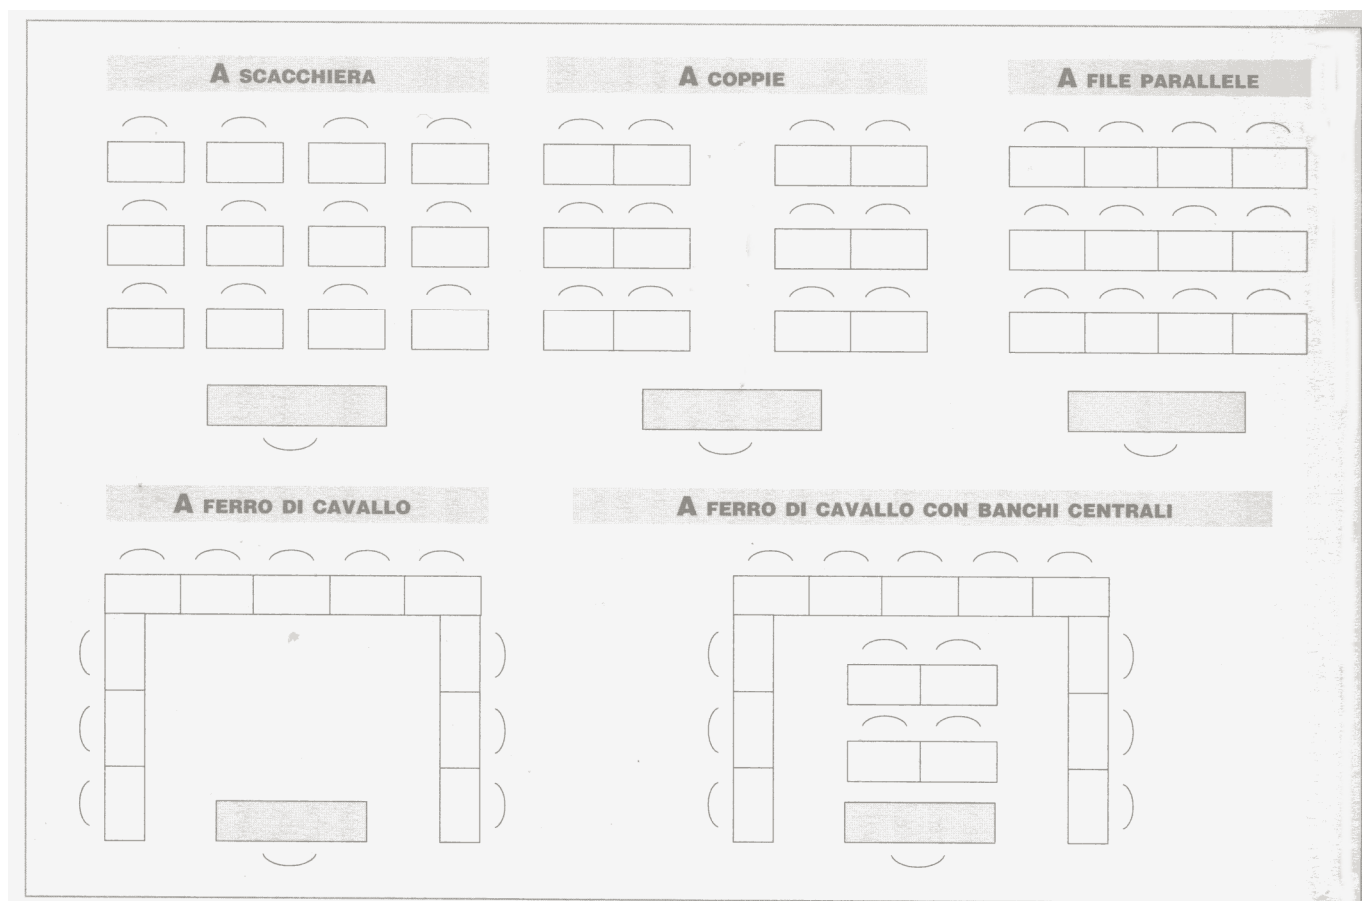 A SCACCHIERA
A COPPIE
A FILE PARALLELE
A FERRO DI CAVALLO
A FERRO DI CAVALLO CON BANCHI CENTRALI